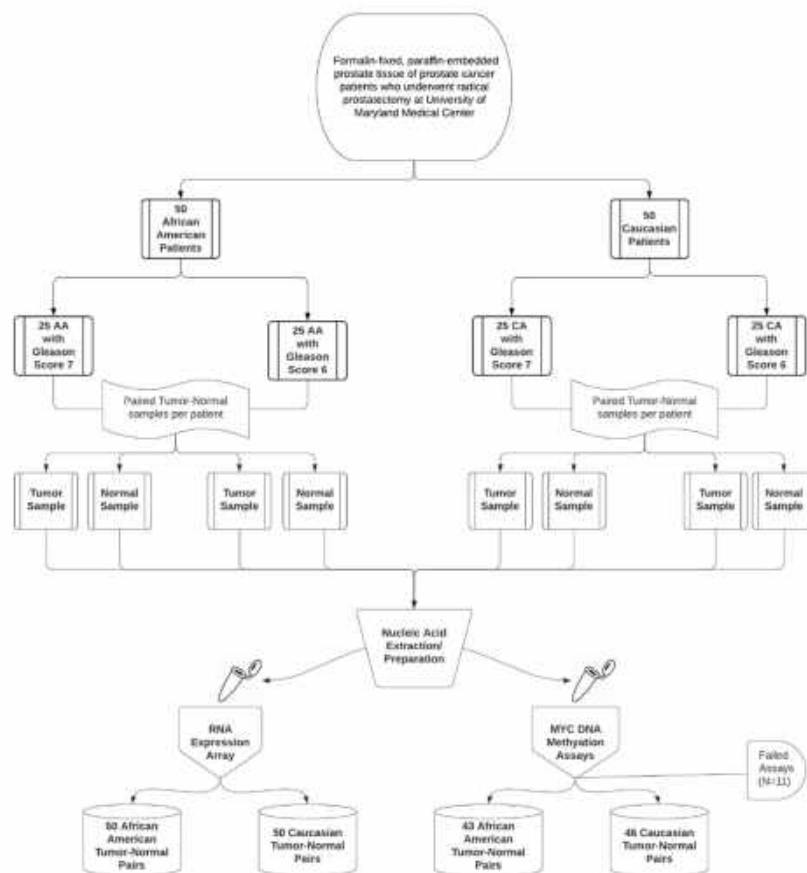 Formalin-fixed, paraffin-embedded
prostate tissue of prostate cancer
patients who underwent radical
prostatectomy at University of
Maryland Medical Center
50
African
American
Patients
50
Caucasian
Patients
25 AA
with
Gleason
Score 7
25 AA
with
Gleason
Score 6
25 CA
with
Gleason
Score 7
25 CA
with
Gleason
Score 6
Paired Tumor-Normal
samples per patient
Paired Tumor-Normal
samples per patient
Tumor
Sample
Normal
Sample
Tumor
Sample
Normal
Sample
Tumor
Sample
Normal
Sample
Tumor
Sample
Normal
Sample
Nucleic Acid
Extraction/
Preparation
RNA
Expression
Array
MYC DNA
Methyation
Assays
Failed
Assays
(N=11)
50 African
American
Tumor-Normal
Pairs
50 Caucasian
Tumor-Normal
Pairs
43 African
American
Tumor-Normal
Pairs
46 Caucasian
Tumor-Normal
Pairs